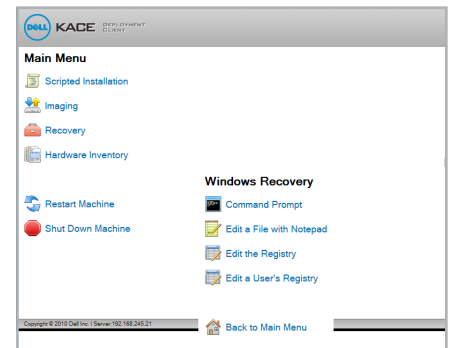 DELL KACE DEPLOYMENT CLIENT
Main Menu
Scripted Installation
Imaging
Recovery
Hardware Inventory
Restart Machine
Shut Down Machine
Windows Recovery
Command Prompt
Edit a File with Notepad
Edit the Registry
Edit a User's Registry
Back to Main Menu
Copyright © 2010 Dell Inc. | Server:192.168.245.21